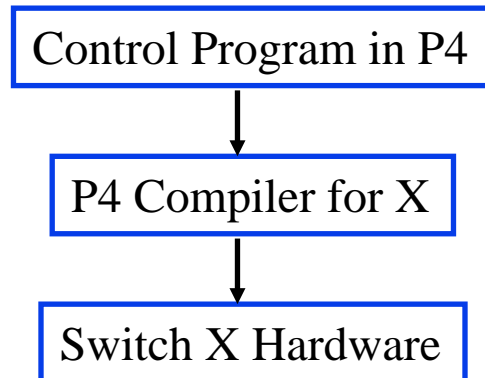 Control Program in P4
P4 Compiler for X
Switch X Hardware